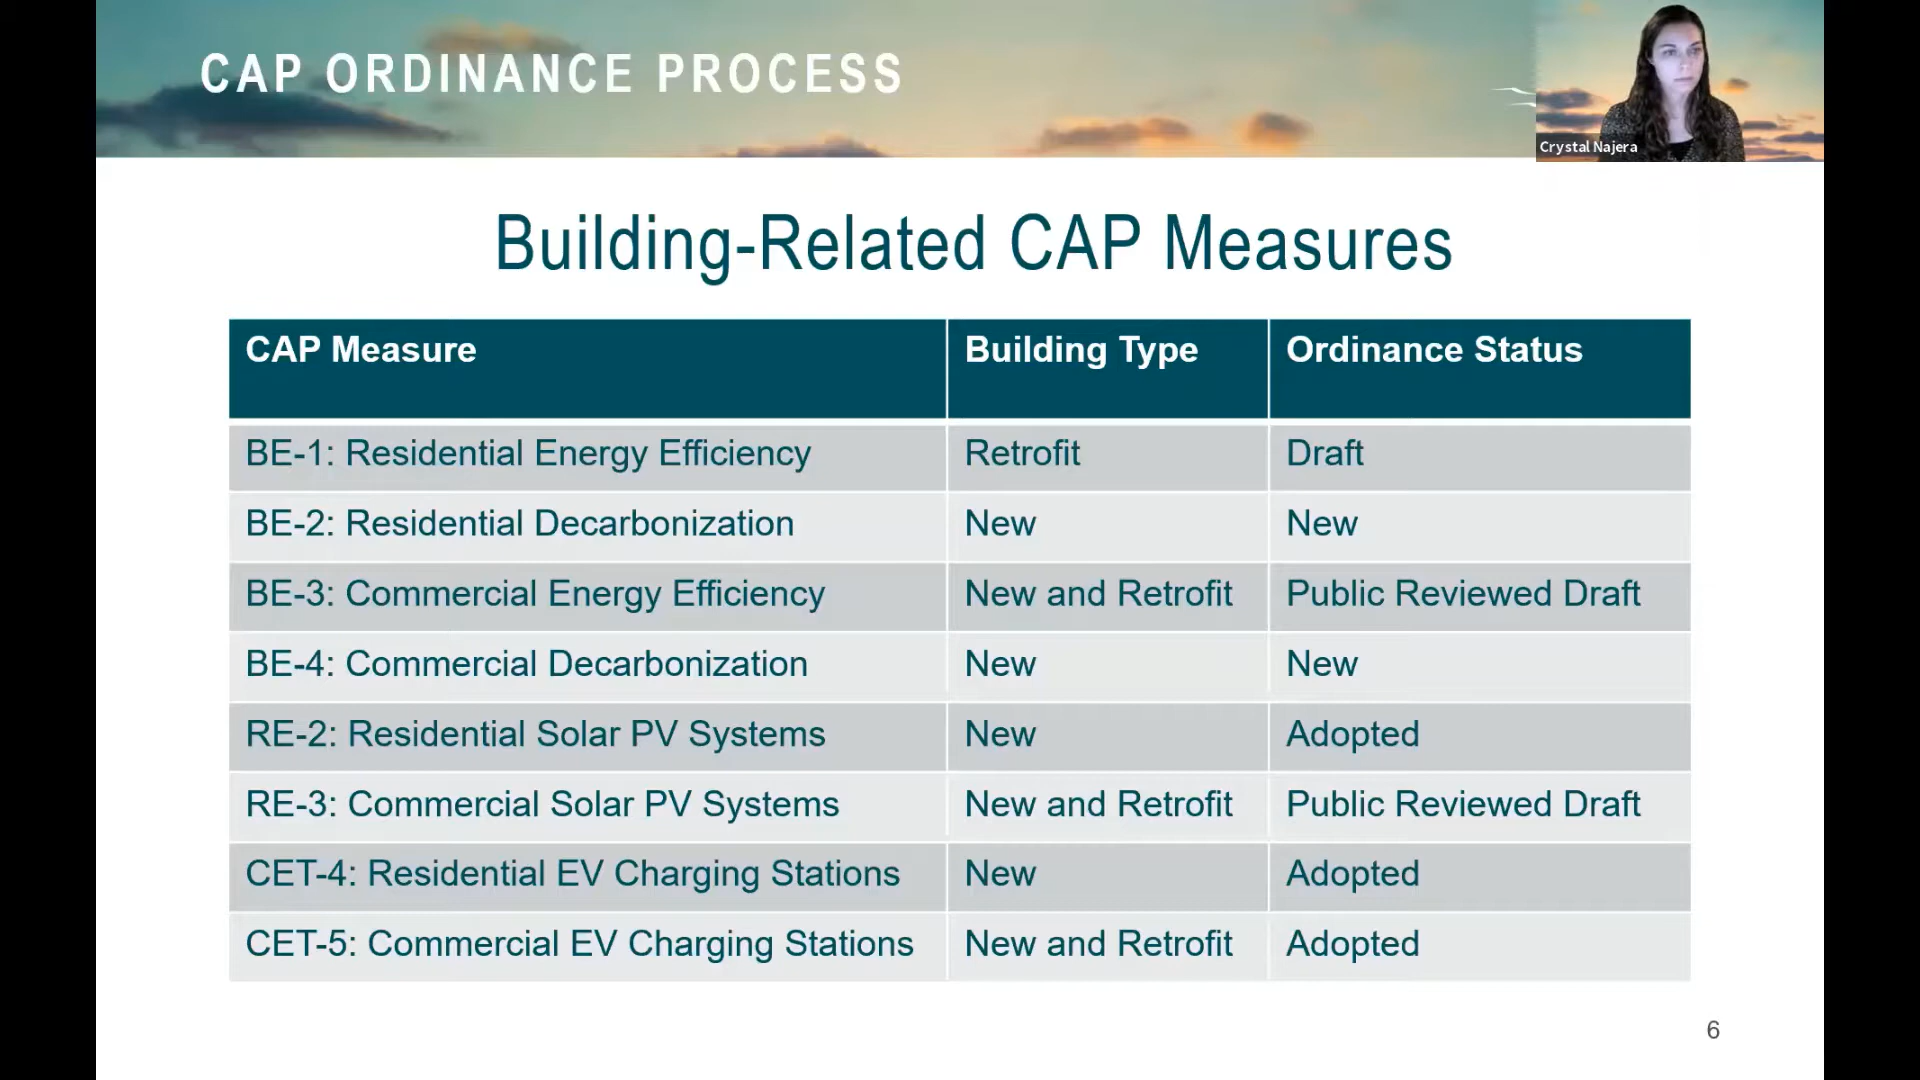 CAP ORDINANCE PROCESS
Crystal Najera
Building-Related CAP Measures
CAP Measure Building Type Ordinance Status
BE-1: Residential Energy Efficiency Retrofit Draft
BE-2: Residential Decarbonization New New
BE-3: Commercial Energy Efficiency New and Retrofit Public Reviewed Draft
BE-4: Commercial Decarbonization New New
RE-2: Residential Solar PV Systems New Adopted
RE-3: Commercial Solar PV Systems New and Retrofit Public Reviewed Draft
CET-4: Residential EV Charging Stations New Adopted
CET-5: Commercial EV Charging Stations New and Retrofit Adopted
6